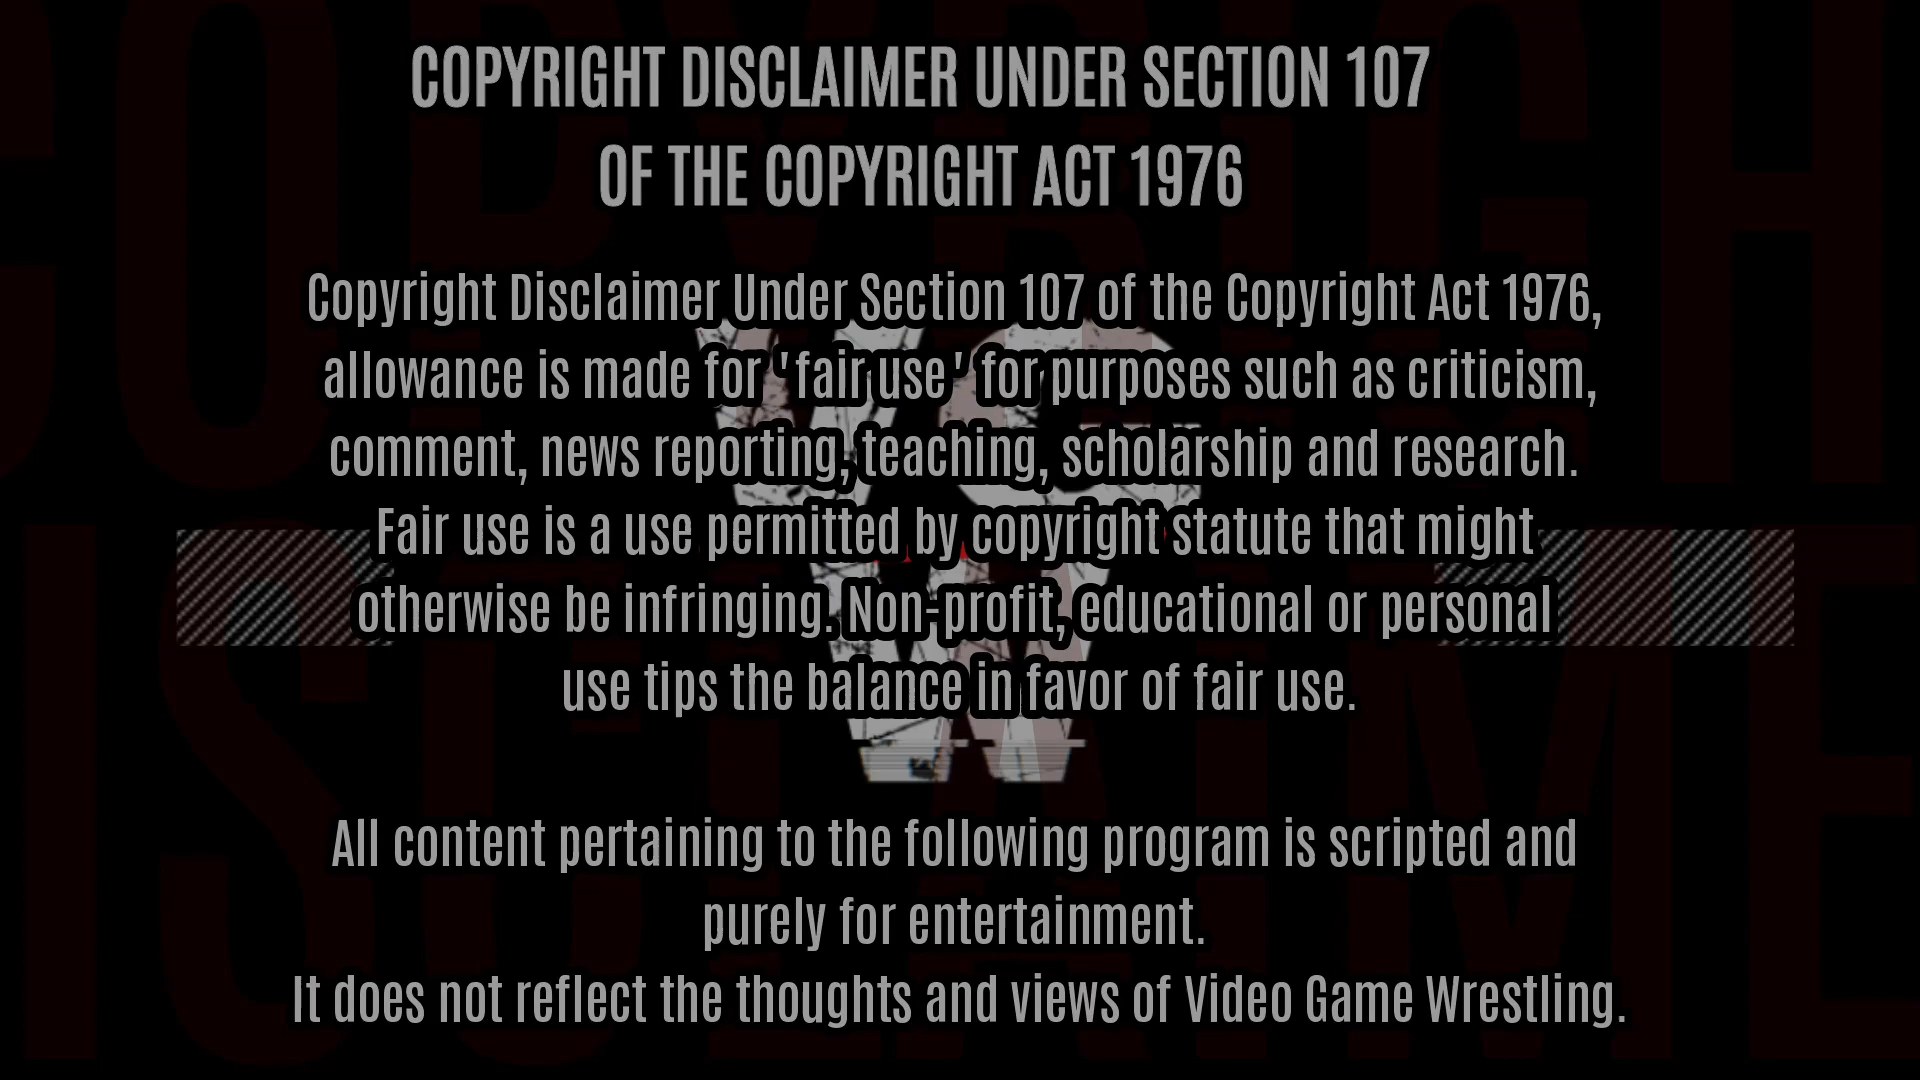 COPYRIGHT DISCLAIMER UNDER SECTION 107
OF THE COPYRIGHT ACT 1976
Copyright Disclaimer Under Section 107 of the Copyright Act 1976,
allowance is made for 'fair use' for purposes such as criticism,
comment, news reporting, teaching, scholarship and research.
Fair use is a use permitted by copyright statute that might
otherwise be infringing. Non-profit, educational or personal
use tips the balance in favor of fair use.
All content pertaining to the following program is scripted and
purely for entertainment.
It does not reflect the thoughts and views of Video Game Wrestling.